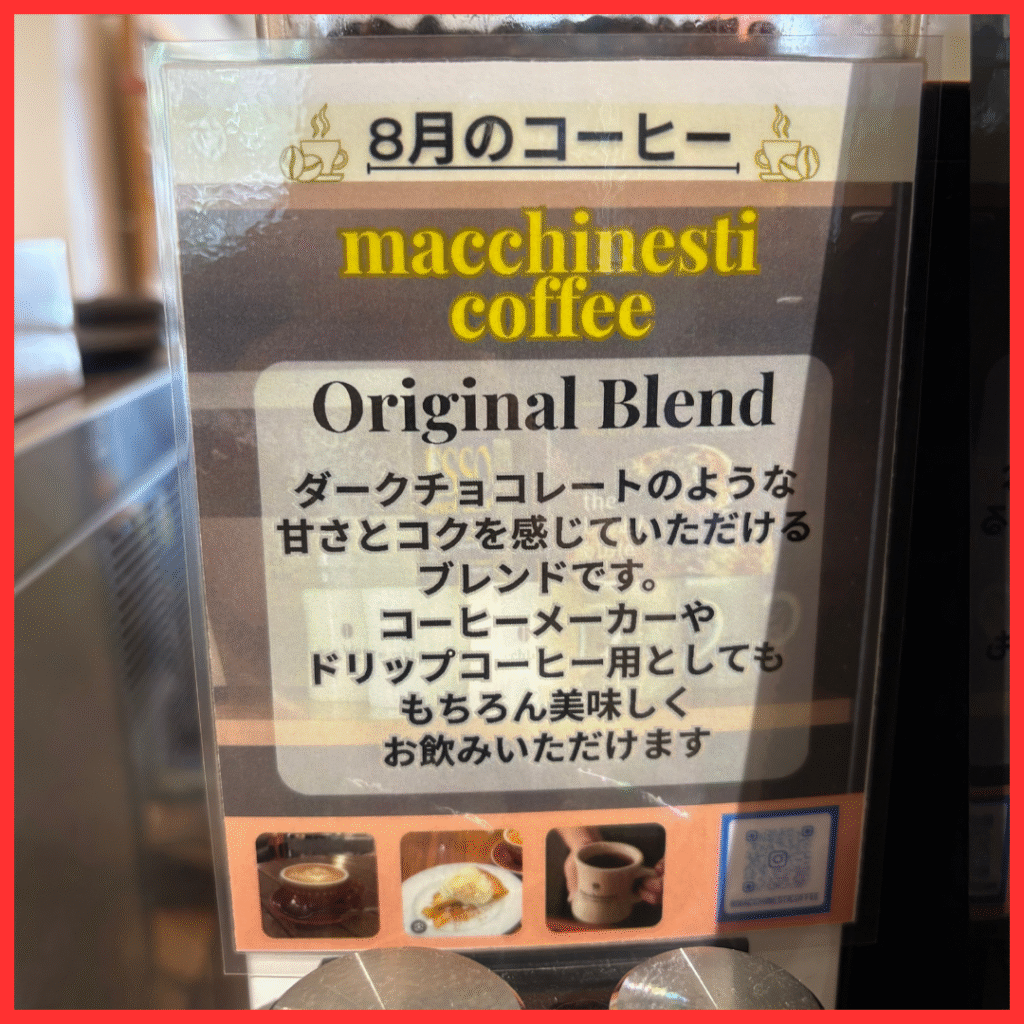 8月のコーヒー
macchinesti
coffee
Original Blend
ダークチョコレートのような
甘さとコクを感じていただける
ブレンドです。
コーヒーメーカーや
ドリップコーヒー用としても
もちろん美味しく
お飲みいただけます
@MACCHINESTICOFFEE